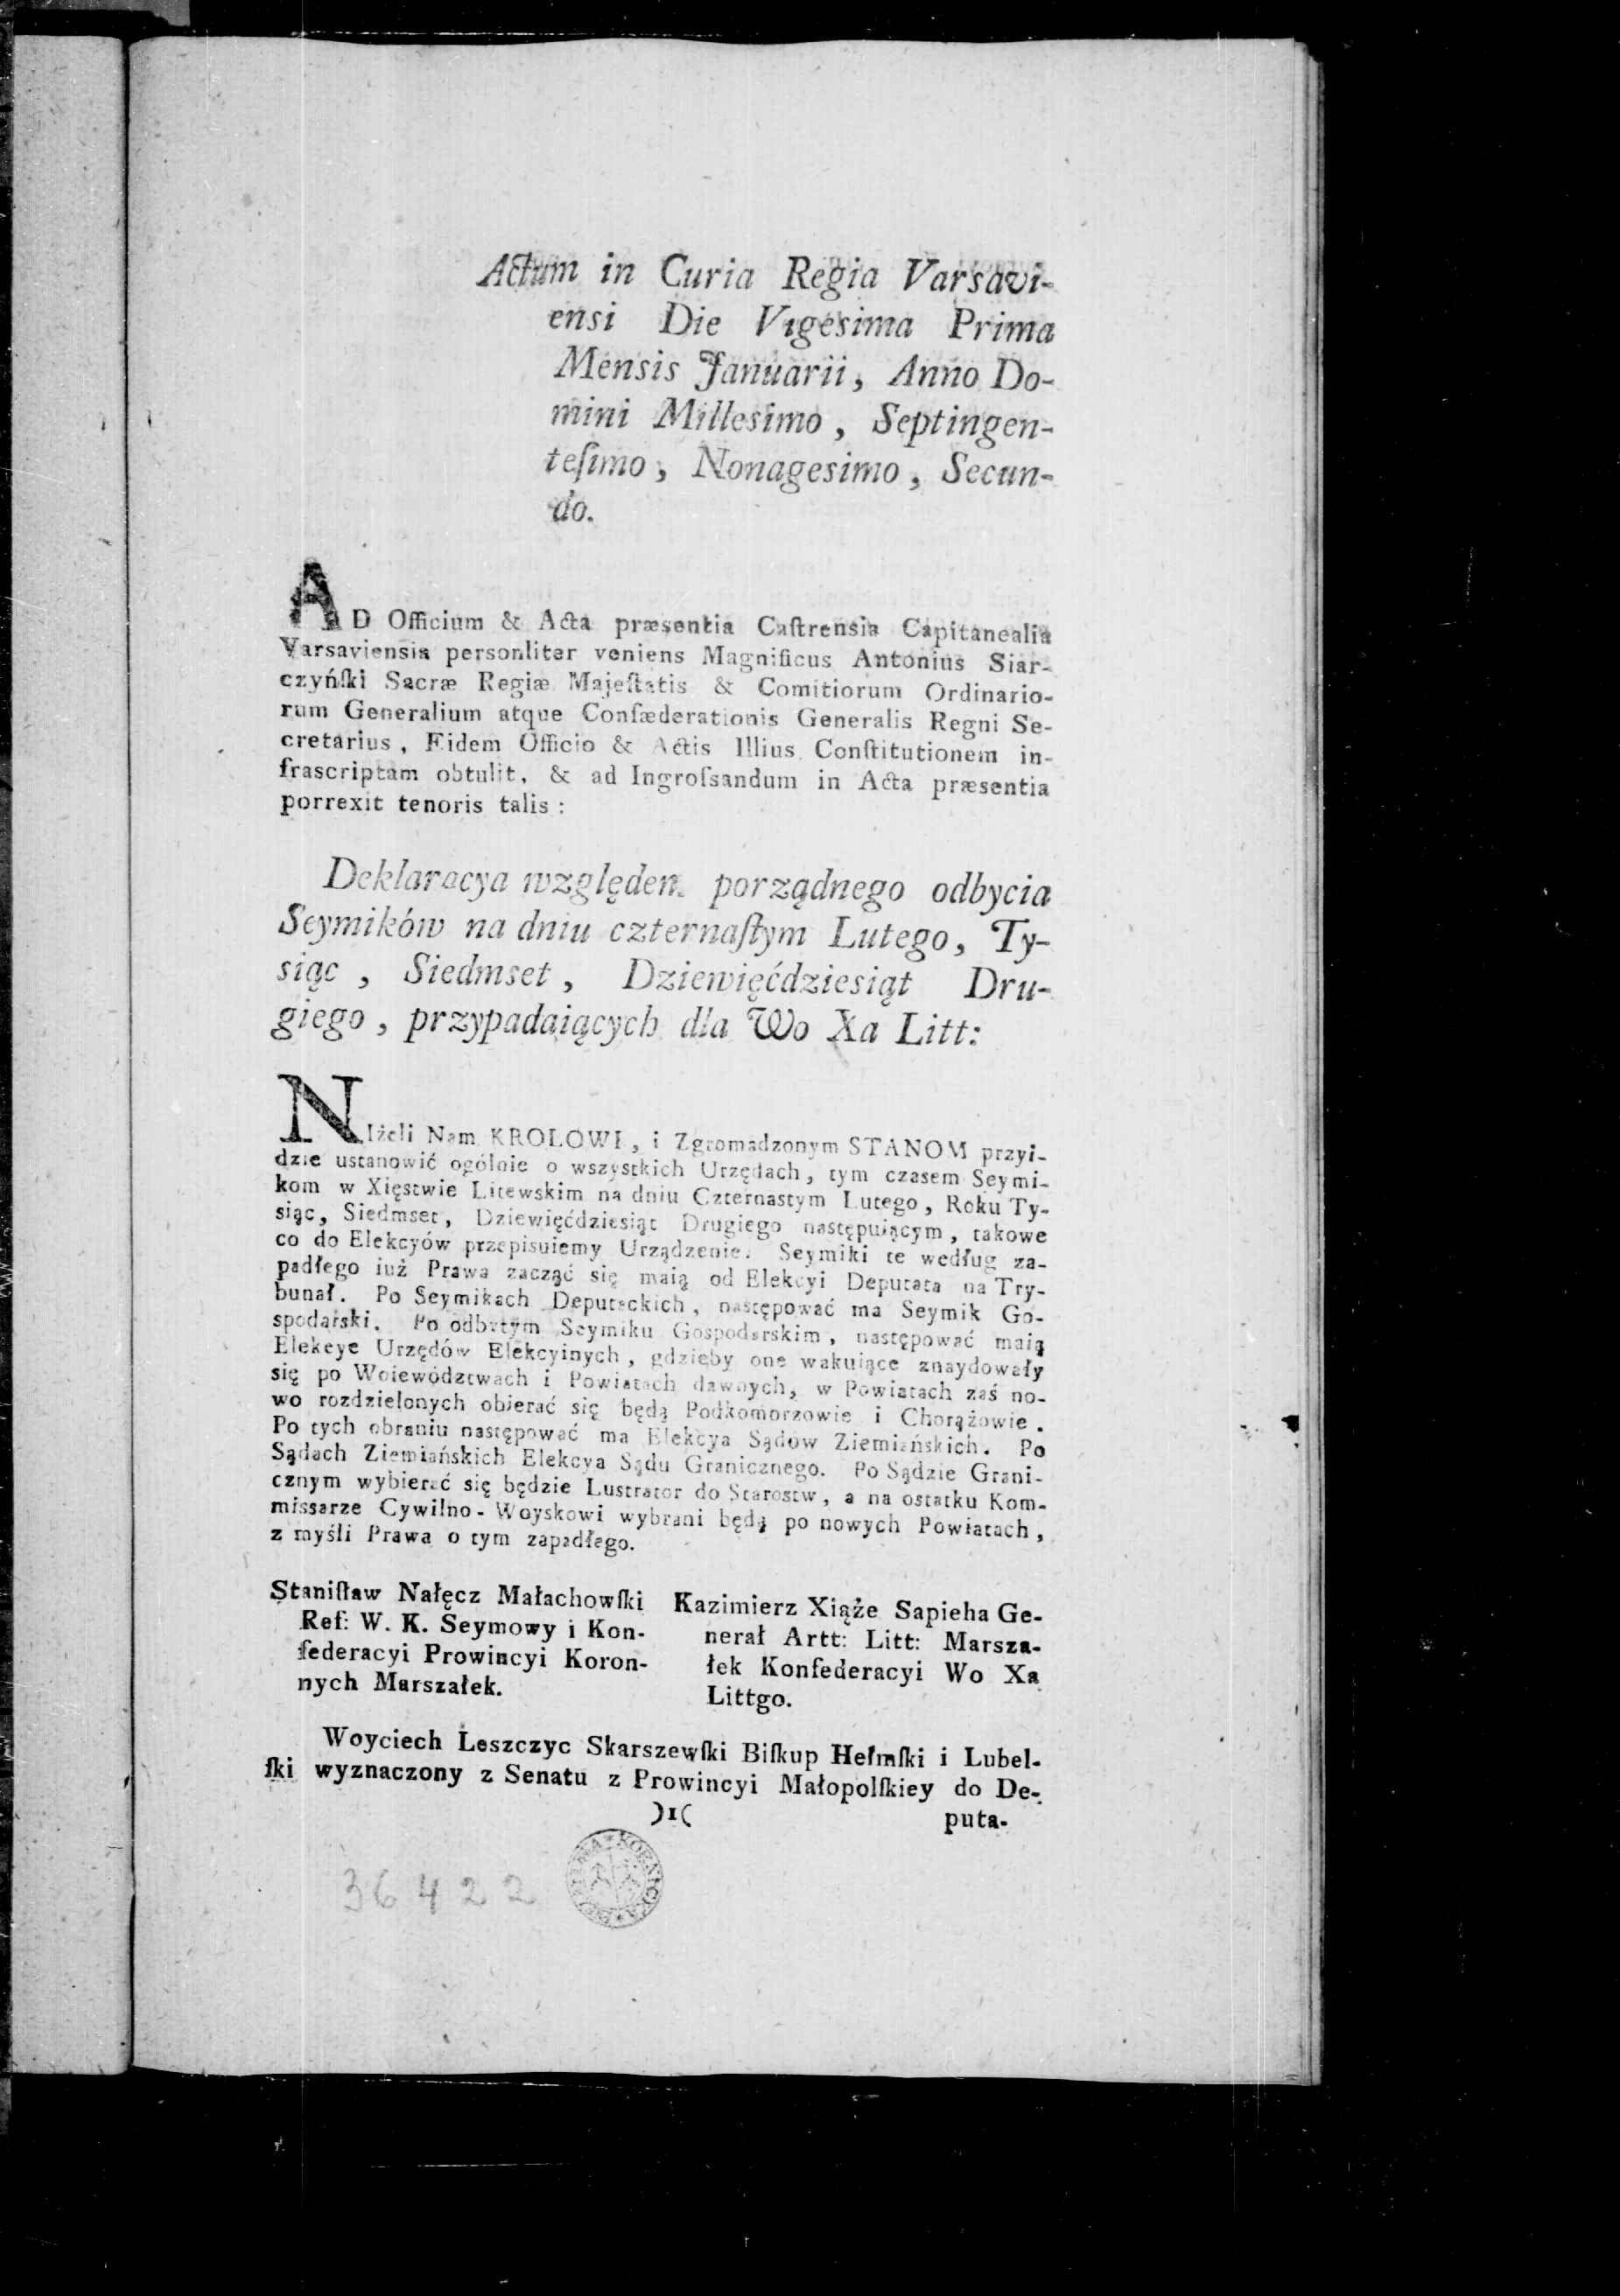 Actum in Curia Regia Varsavi-
ensi Die Vigesima Prima
Mensis Januarii, Anno Do-
mini Millesimo, Septingen-
teſimo, Nonagesimo, Secun-
do.
AD Officium & Acta præsentia Caſtrensia Capitanealia
Varsaviensia personliter veniens Magnificus Antonius Siar-
czyńſki Sacræ Regiæ Majeſtatis & Comitiorum Ordinario-
rum Generalium atque Confæderationis Generalis Regni Se-
cretarius, Eidem Officio & Actis Illius Conſtitutionem in-
frascriptam obtulit, & ad Ingroſsandum in Acta præsentia
porrexit tenoris talis:
Deklaracya względem porządnego odbycia
Seymików na dniu czternaſtym Lutego, Ty-
siąc, Siedmset, Dziewięćdziesiąt Dru-
giego, przypadaiących dla Wo Xa Litt:
NIżeli Nam KROLOWI, i Zgromadzonym STANOM przyi-
dzie ustanowić ogólnie o wszystkich Urzędach, tym czasem Seymi-
kom w Xięstwie Litewskim na dniu Czternastym Lutego, Roku Ty-
siąc, Siedmset, Dziewięćdziesiąt Drugiego następuiącym, takowe
co do Elekcyów przepisuiemy Urządzenie. Seymiki te według za-
padłego iuż Prawa zacząć się maią od Elekcyi Deputata na Try-
bunał. Po Seymikach Deputackich, następować ma Seymik Go-
spodarski. Po odbytym Seymiku Gospodarskim, następować maią
Elekcye Urzędów Elekcyinych, gdzieby one wakuiące znaydowały
się po Woiewództwach i Powiatach dawnych, w Powiatach zaś no-
wo rozdzielonych obierać się będą Podkomorzowie i Chorążowie.
Po tych obraniu następować ma Elekcya Sądow Ziemiańskich. Po
Sądach Ziemiańskich Elekcya Sądu Granicznego. Po Sądzie Grani-
cznym wybierać się będzie Lustrator do Starostw, a na ostatku Kom-
missarze Cywilno-Woyskowi wybrani będą po nowych Powiatach,
z myśli Prawa o tym zapadłego.
Staniſław Nałęcz Małachowſki
Ref: W. K. Seymowy i Kon-
federacyi Prowincyi Koron-
nych Marszałek.
Kazimierz Xiąże Sapieha Ge-
nerał Artt: Litt: Marsza-
łek Konfederacyi Wo Xa
Littgo.
Woyciech Leszczyc Skarszewſki Biſkup Hełmſki i Lubel-
ſki wyznaczony z Senatu z Prowincyi Małopolſkiey do De-
)1(
puta-
36422